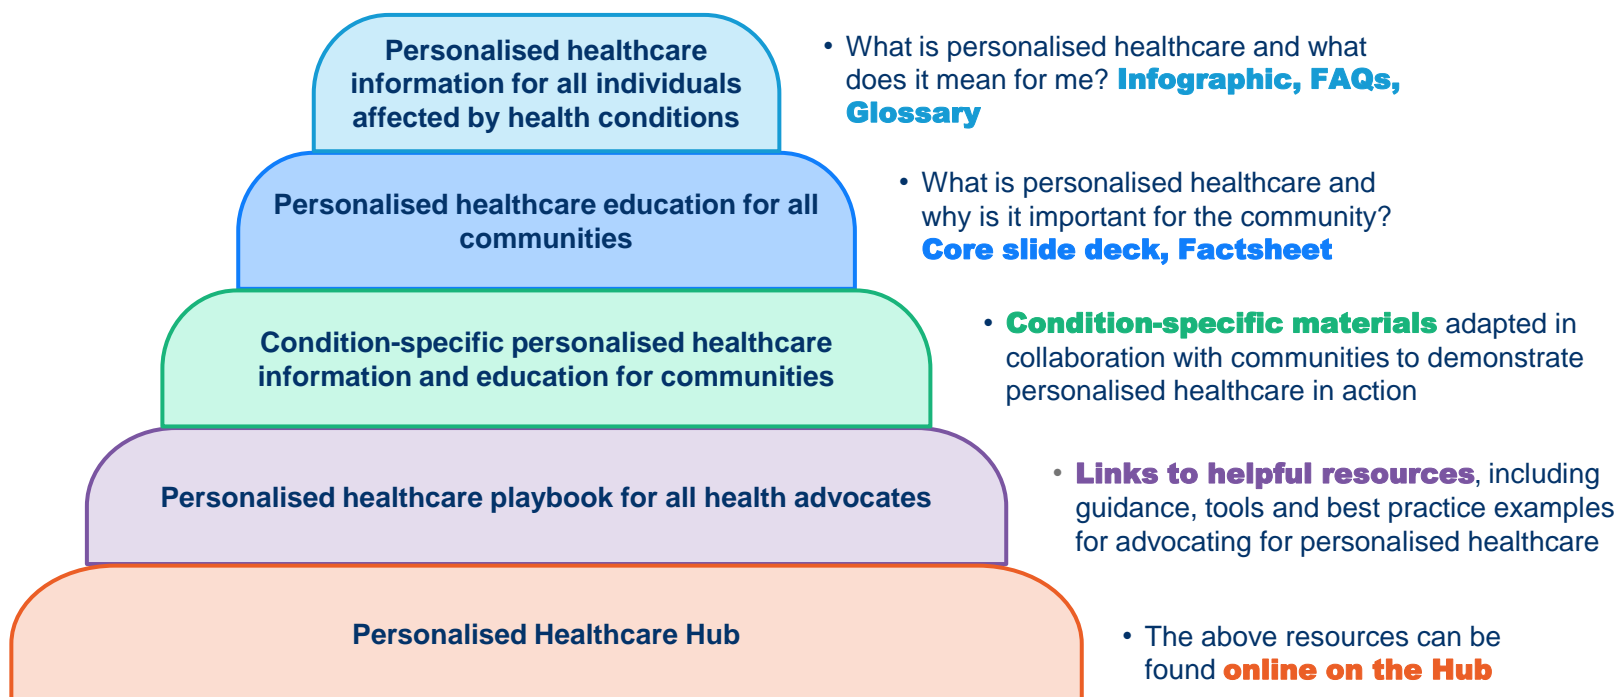 Personalised healthcare
information for all individuals
affected by health conditions
• What is personalised healthcare and what
does it mean for me? Infographic, FAQs,
Glossary
Personalised healthcare education for all
communities
• What is personalised healthcare and
why is it important for the community?
Core slide deck, Factsheet
Condition-specific personalised healthcare
information and education for communities
• Condition-specific materials adapted in
collaboration with communities to demonstrate
personalised healthcare in action
Personalised healthcare playbook for all health advocates
• Links to helpful resources, including
guidance, tools and best practice examples
for advocating for personalised healthcare
Personalised Healthcare Hub
• The above resources can be
found online on the Hub